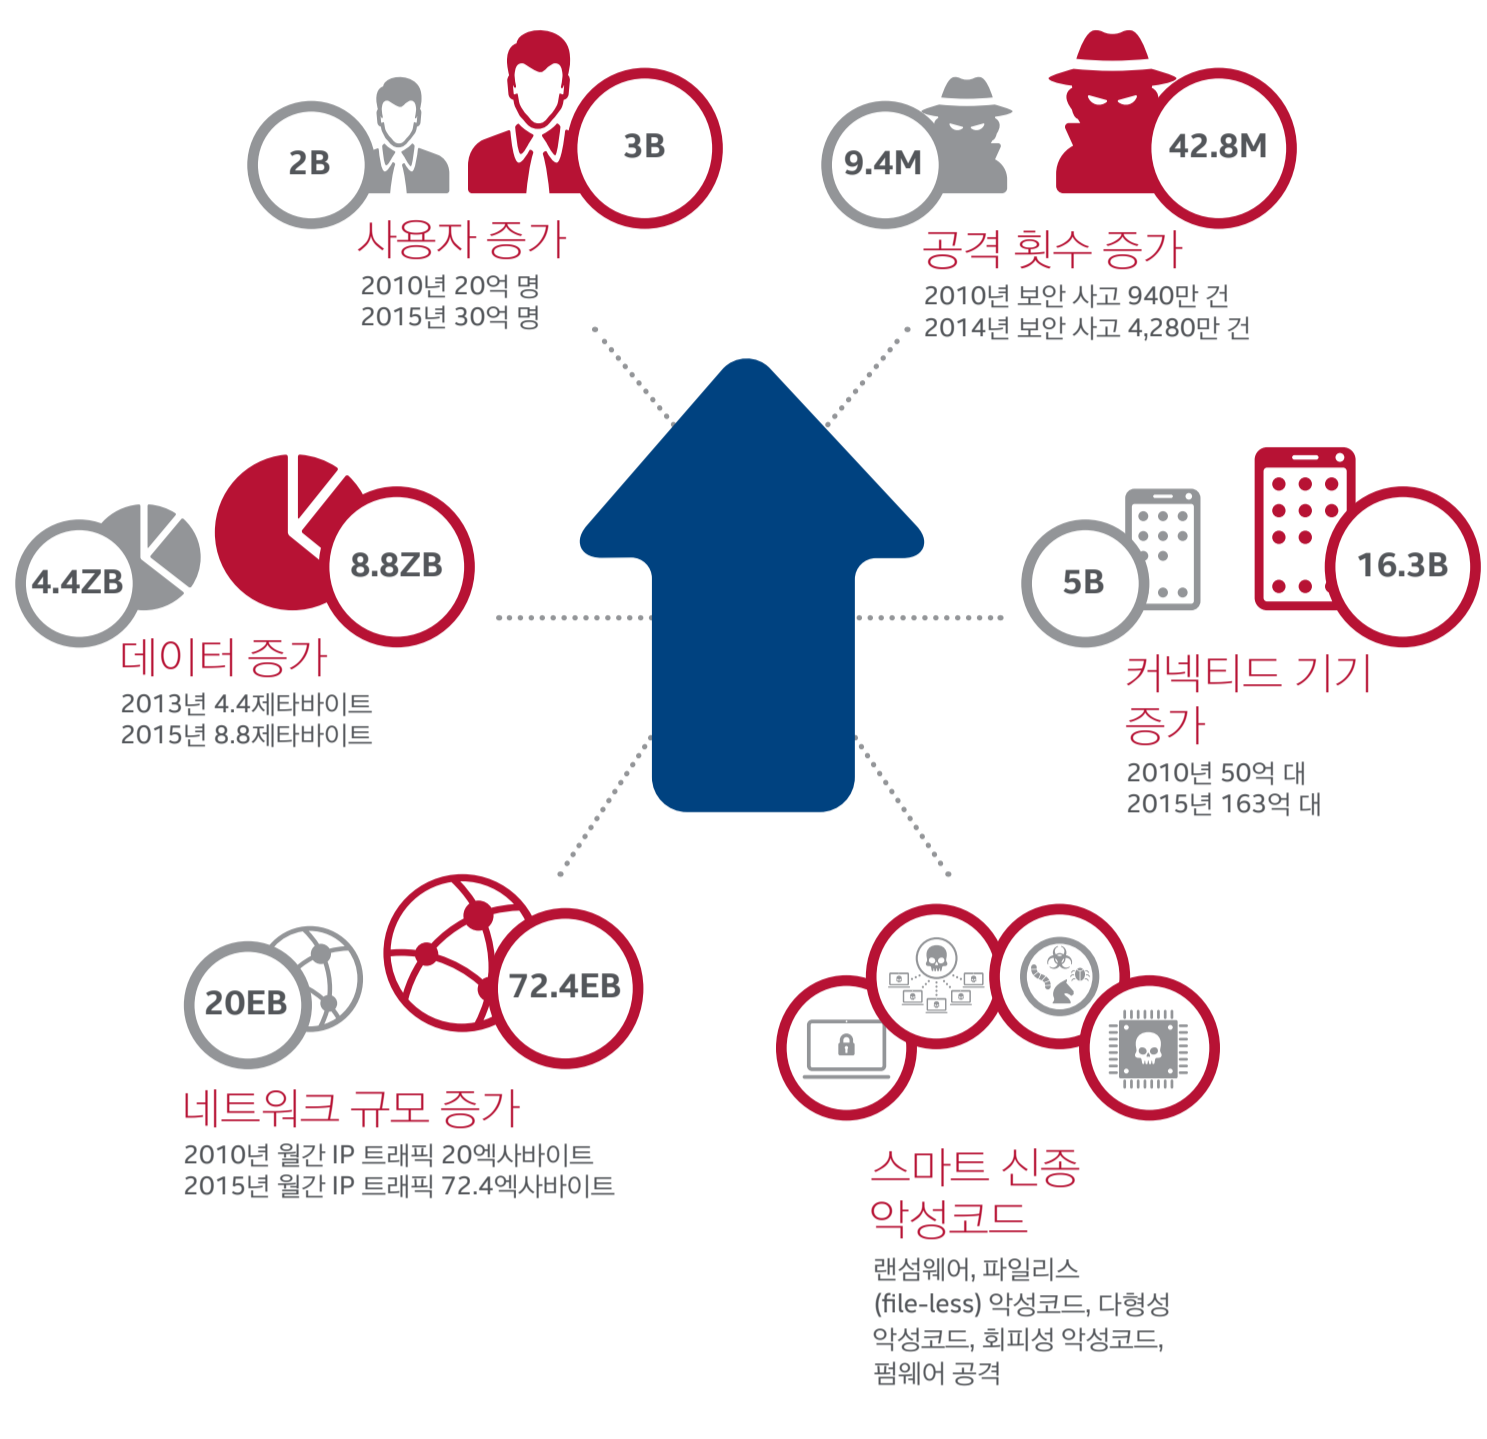 2B
3B
사용자 증가
2010년 20억 명
2015년 30억 명
9.4M
42.8M
공격 횟수 증가
2010년 보안 사고 940만 건
2014년 보안 사고 4,280만 건
4.4ZB
8.8ZB
데이터 증가
2013년 4.4제타바이트
2015년 8.8제타바이트
5B
16.3B
커넥티드 기기
증가
2010년 50억 대
2015년 163억 대
20EB
72.4EB
네트워크 규모 증가
2010년 월간 IP 트래픽 20엑사바이트
2015년 월간 IP 트래픽 72.4엑사바이트
스마트 신종
악성코드
랜섬웨어, 파일리스
(file-less) 악성코드, 다형성
악성코드, 회피성 악성코드,
펌웨어 공격